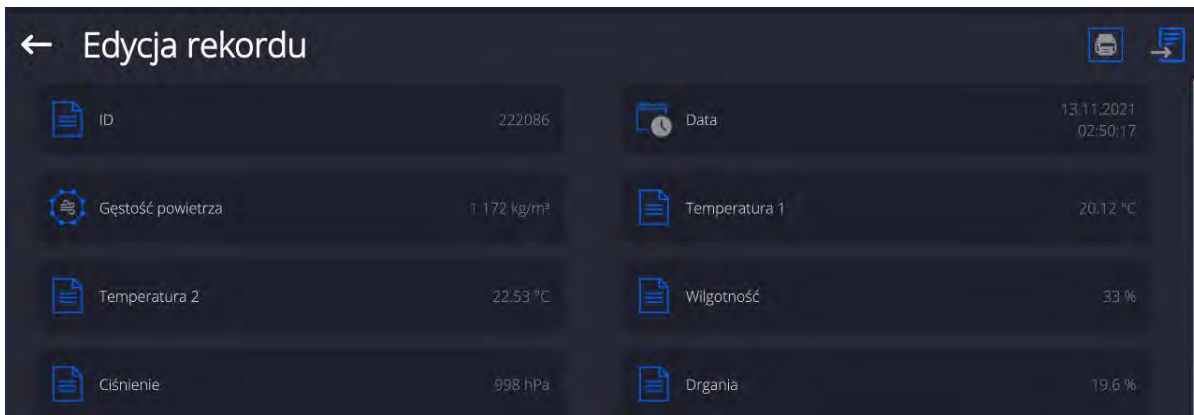 Edycja rekordu
ID
222086
Data
13.11.2021
02:50:17
Gęstość powietrza
1 172 kg/m³
Temperatura 1
20.12 °C
Temperatura 2
22.53 °C
Wilgotność
33 %
Ciśnienie
998 hPa
Drgania
19.6 %